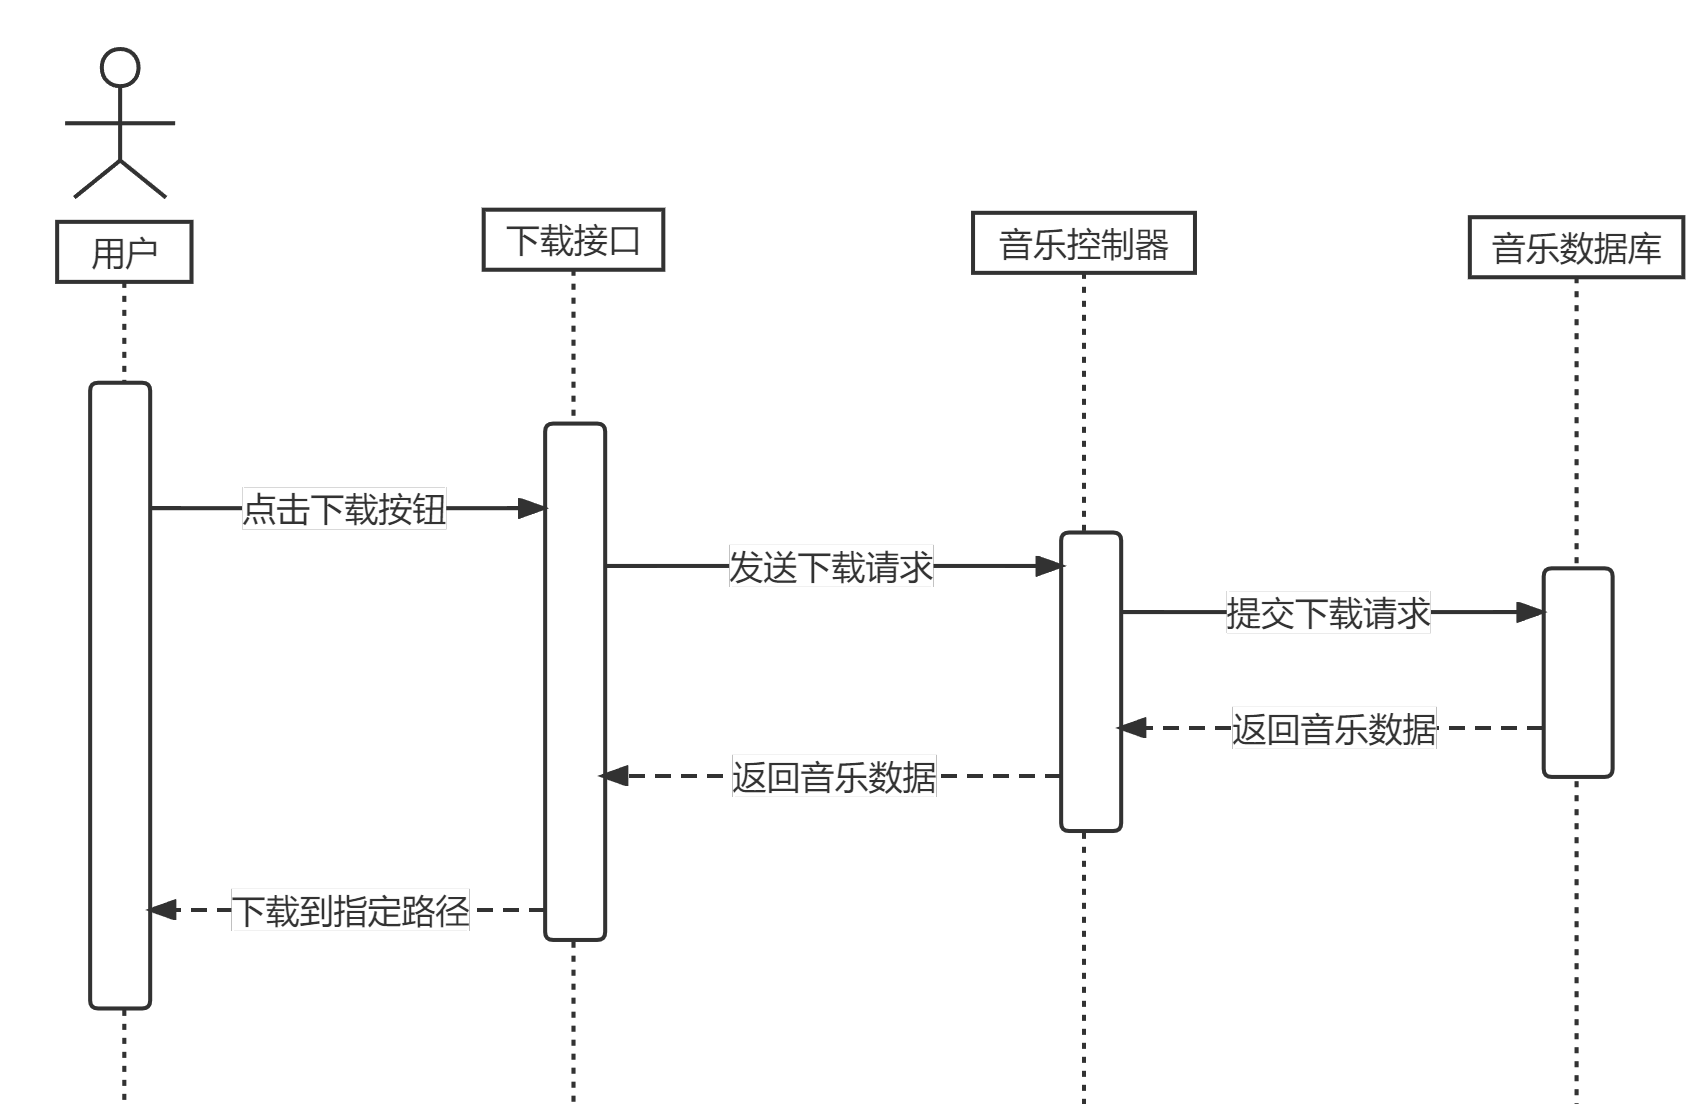 用户
下载接口
音乐控制器
音乐数据库
点击下载按钮
发送下载请求
提交下载请求
返回音乐数据
返回音乐数据
下载到指定路径